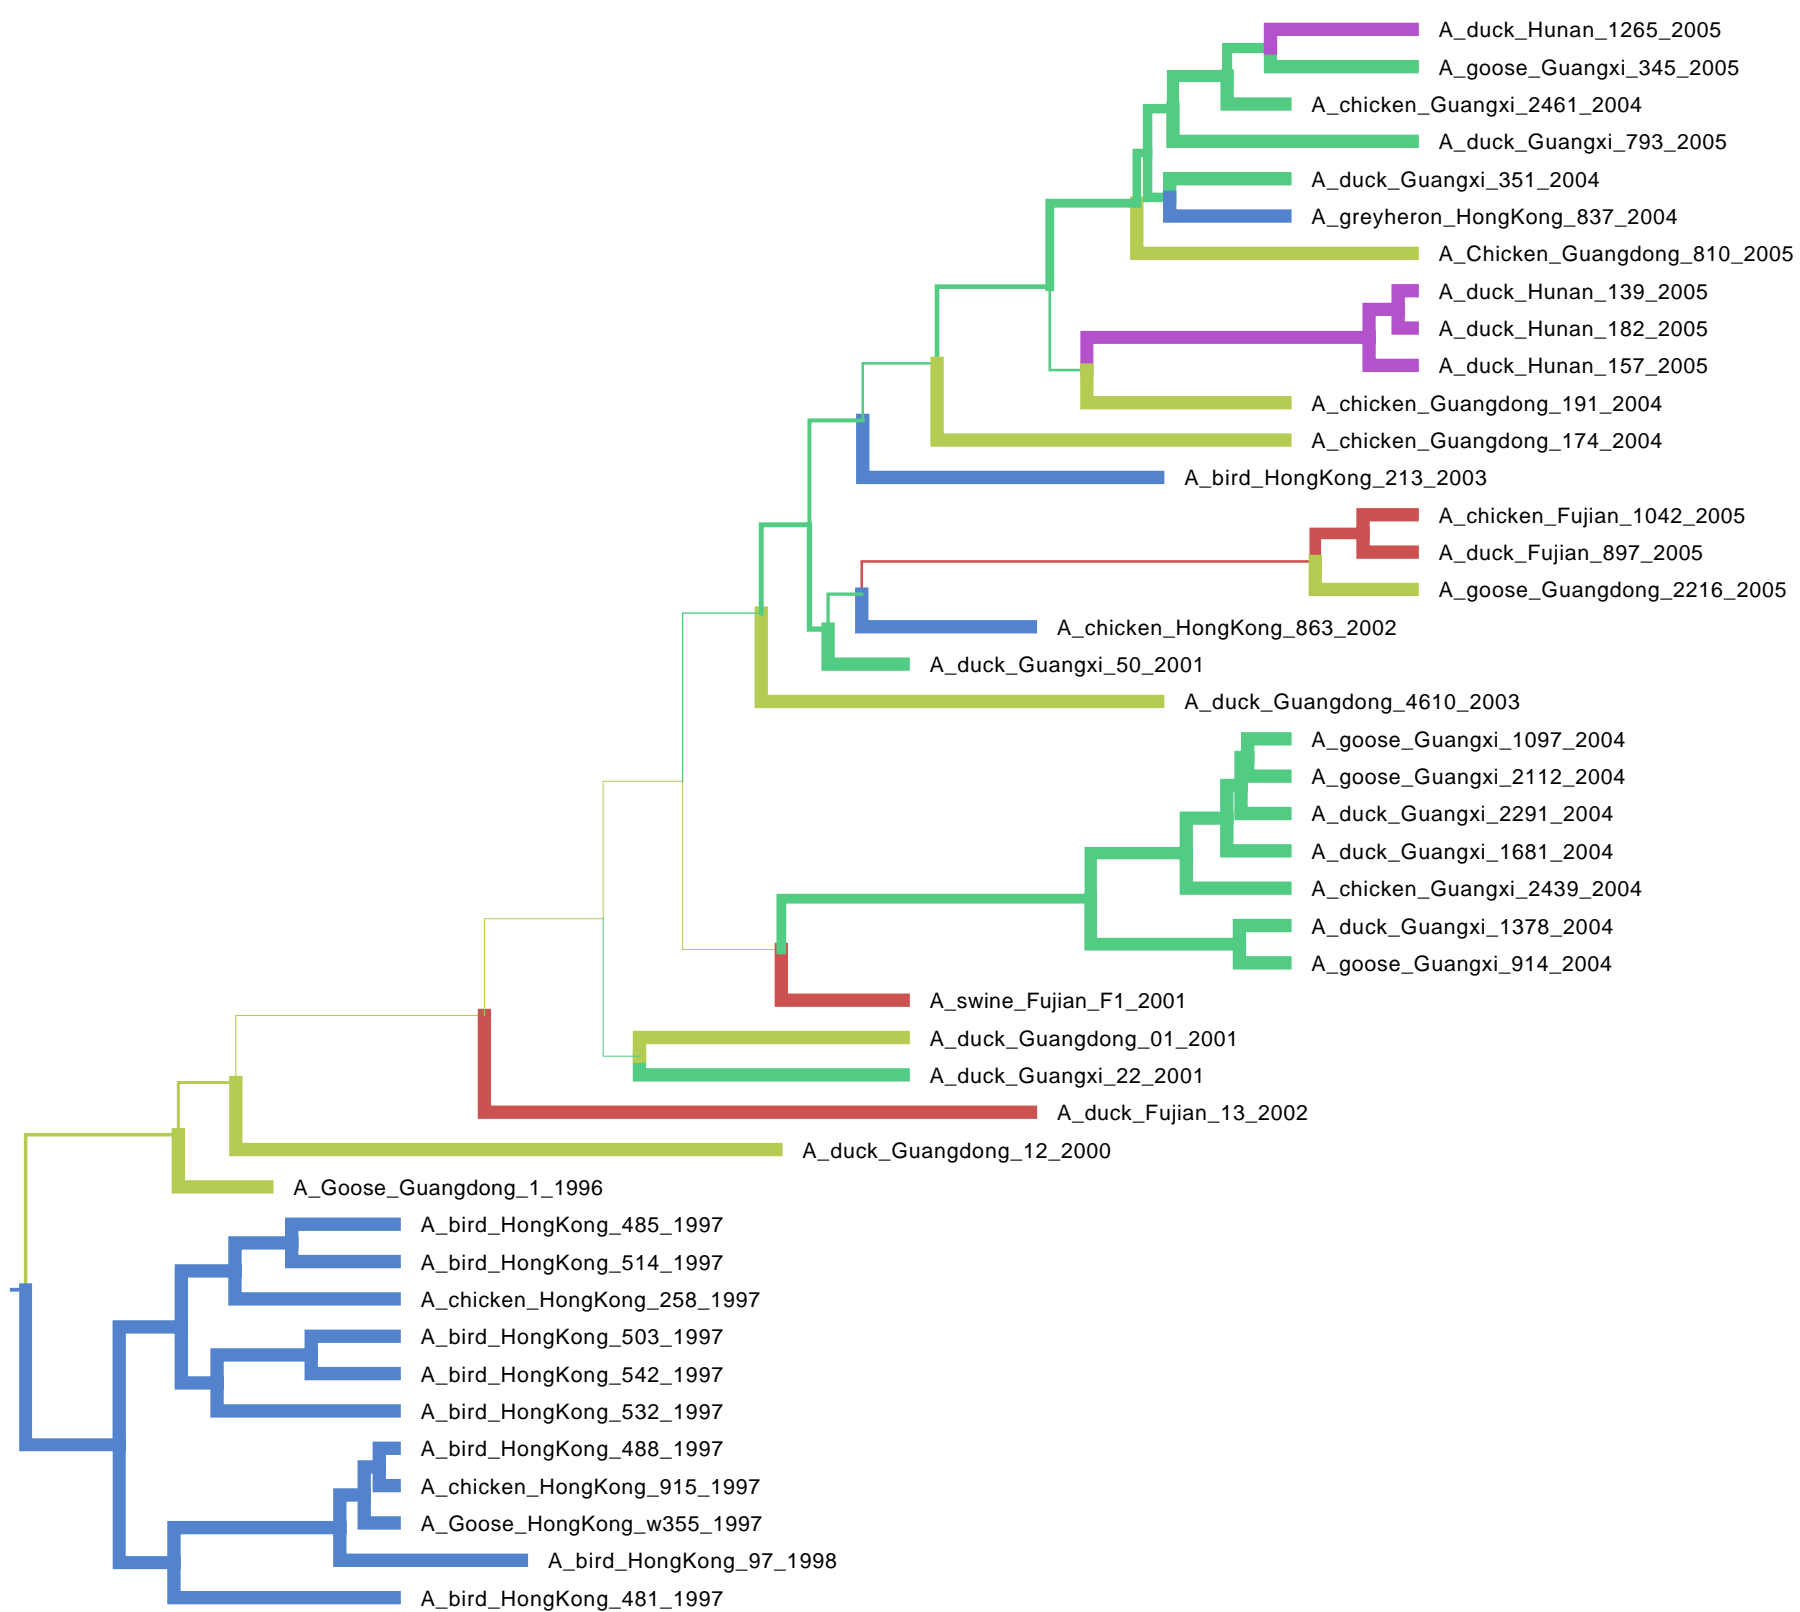 A_duck_Hunan_1265_2005
A_goose_Guangxi_345_2005
A_chicken_Guangxi_2461_2004
A_duck_Guangxi_793_2005
A_duck_Guangxi_351_2004
A_greyheron_HongKong_837_2004
A_Chicken_Guangdong_810_2005
A_duck_Hunan_139_2005
A_duck_Hunan_182_2005
A_duck_Hunan_157_2005
A_chicken_Guangdong_191_2004
A_chicken_Guangdong_174_2004
A_bird_HongKong_213_2003
A_chicken_Fujian_1042_2005
A_duck_Fujian_897_2005
A_goose_Guangdong_2216_2005
A_chicken_HongKong_863_2002
A_duck_Guangxi_50_2001
A_duck_Guangdong_4610_2003
A_goose_Guangxi_1097_2004
A_goose_Guangxi_2112_2004
A_duck_Guangxi_2291_2004
A_duck_Guangxi_1681_2004
A_chicken_Guangxi_2439_2004
A_duck_Guangxi_1378_2004
A_goose_Guangxi_914_2004
A_swine_Fujian_F1_2001
A_duck_Guangdong_01_2001
A_duck_Guangxi_22_2001
A_duck_Fujian_13_2002
A_duck_Guangdong_12_2000
A_Goose_Guangdong_1_1996
A_bird_HongKong_485_1997
A_bird_HongKong_514_1997
A_chicken_HongKong_258_1997
A_bird_HongKong_503_1997
A_bird_HongKong_542_1997
A_bird_HongKong_532_1997
A_bird_HongKong_488_1997
A_chicken_HongKong_915_1997
A_Goose_HongKong_w355_1997
A_bird_HongKong_97_1998
A_bird_HongKong_481_1997